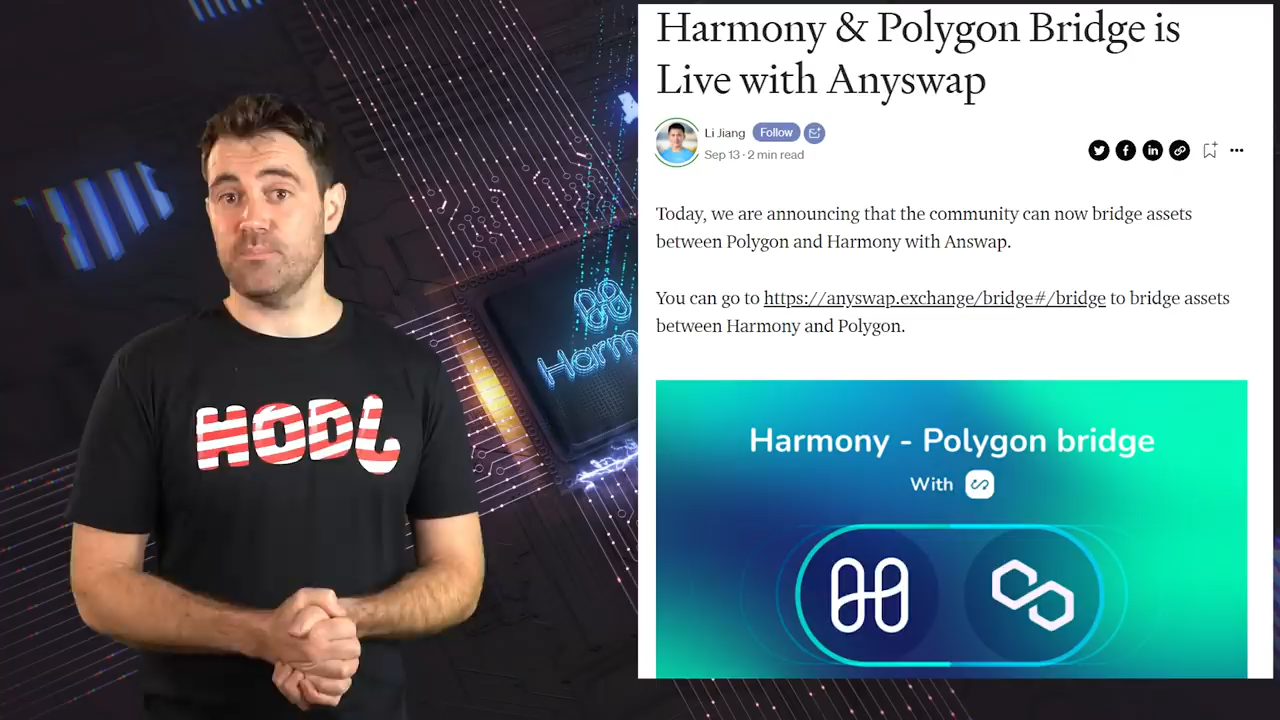 Harmony & Polygon Bridge is
Live with Anyswap
Li Jiang Follow
Sep 13 · 2 min read
Today, we are announcing that the community can now bridge assets
between Polygon and Harmony with Answap.
You can go to https://anyswap.exchange/bridge#/bridge to bridge assets
between Harmony and Polygon.
Harmony - Polygon bridge
With
HODL
Harm